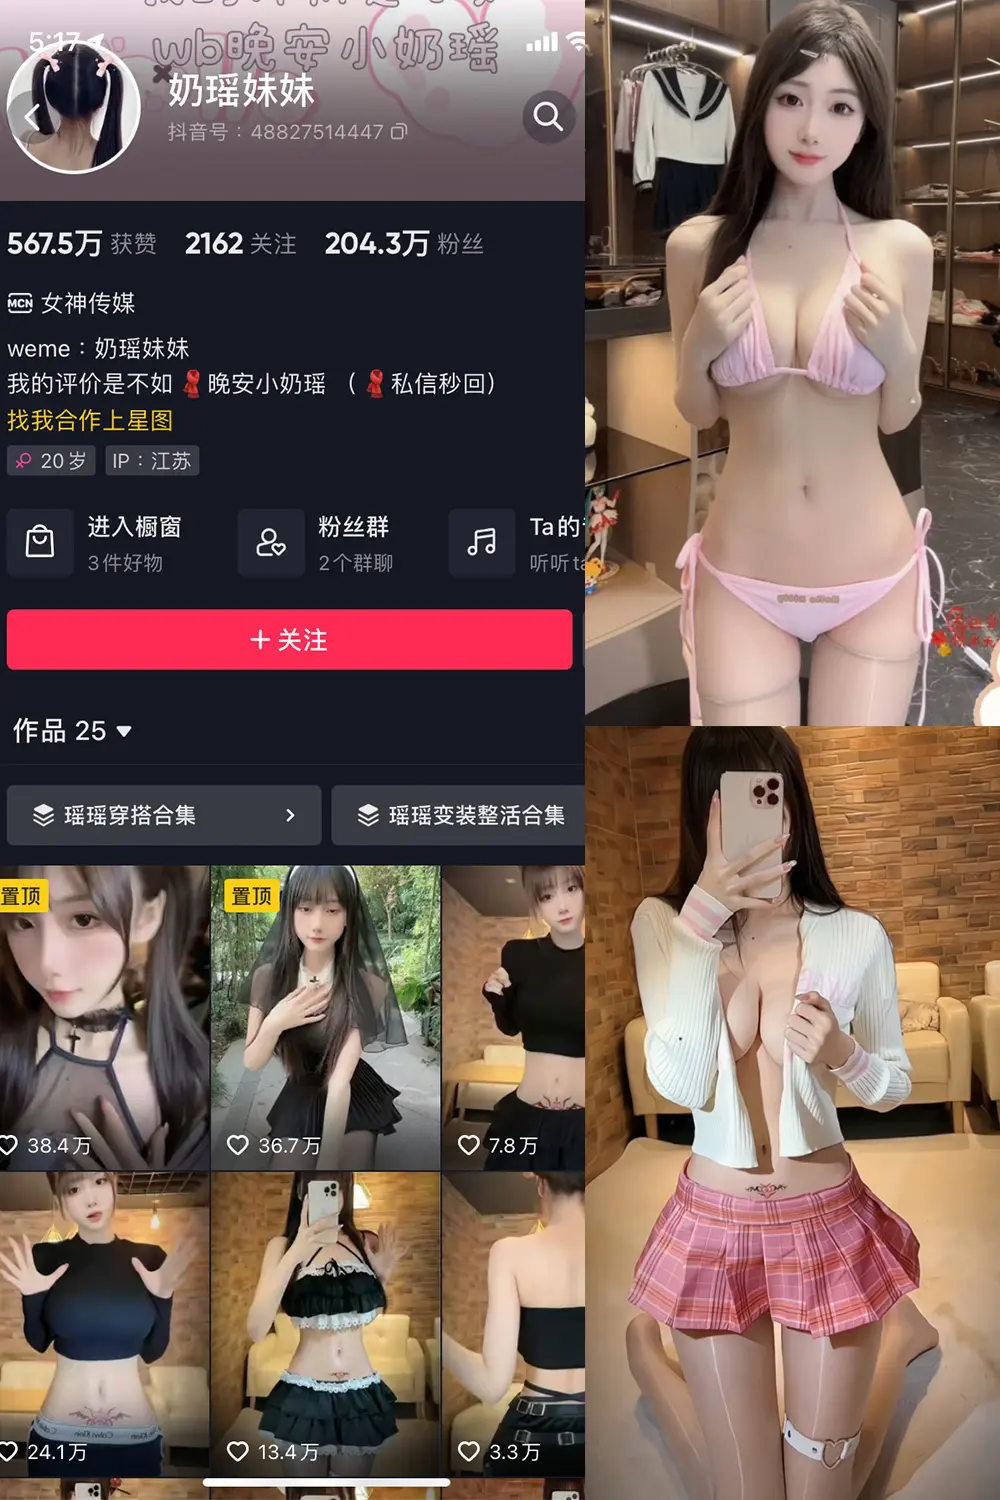 5:17
wb晚安小奶瑶
奶瑶妹妹
抖音号：48827514447
567.5万 获赞 2162 关注 204.3万 粉丝
MCN 女神传媒
weme：奶瑶妹妹
我的评价是不如 晚安小奶瑶 （ 私信秒回）
找我合作上星图
20岁 IP：江苏
进入橱窗 粉丝群 Ta的
3件好物 2个群聊 听听ta
关注
作品 25
瑶瑶穿搭合集 瑶瑶变装整活合集
置顶 置顶
38.4万 36.7万 7.8万
24.1万 13.4万 3.3万